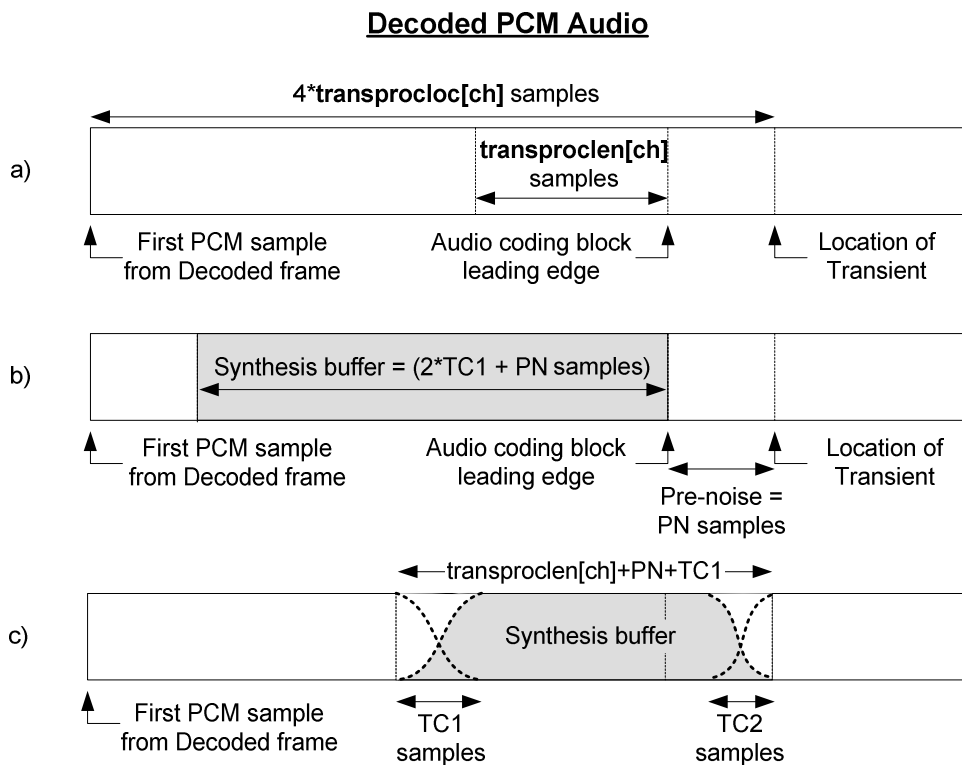 Decoded PCM Audio
4*transprocloc[ch] samples
a)
transproclen[ch]
samples
First PCM sample
from Decoded frame
Audio coding block
leading edge
Location of
Transient
b)
Synthesis buffer = (2*TC1 + PN samples)
First PCM sample
from Decoded frame
Audio coding block
leading edge
Location of
Transient
Pre-noise =
PN samples
transproclen[ch]+PN+TC1
c)
Synthesis buffer
First PCM sample
from Decoded frame
TC1
samples
TC2
samples